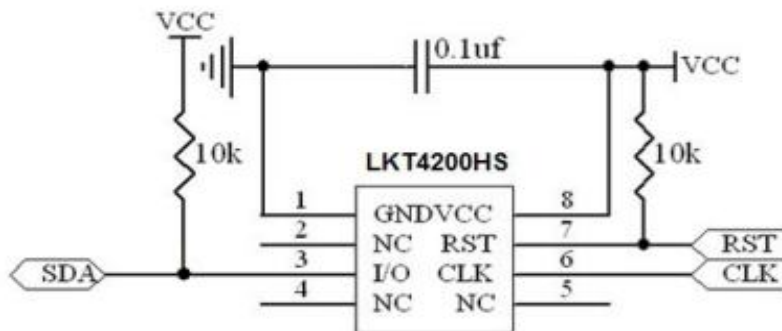 VCC
0.1uf
VCC
10k
10k
LKT4200HS
1 GND VCC 8
2 NC RST 7 RST
SDA 3 I/O CLK 6 CLK
4 NC NC 5